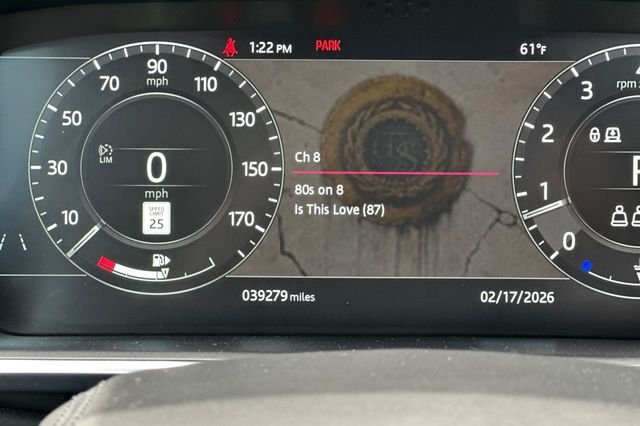 1:22 PM PARK 61°F
90
mph
70 110
50 130
30 150
10 170
LIM
0
mph
SPEED
LIMIT
25
Ch 8
80s on 8
Is This Love (87)
3
rpm
2
1
0
039279 miles
02/17/2026